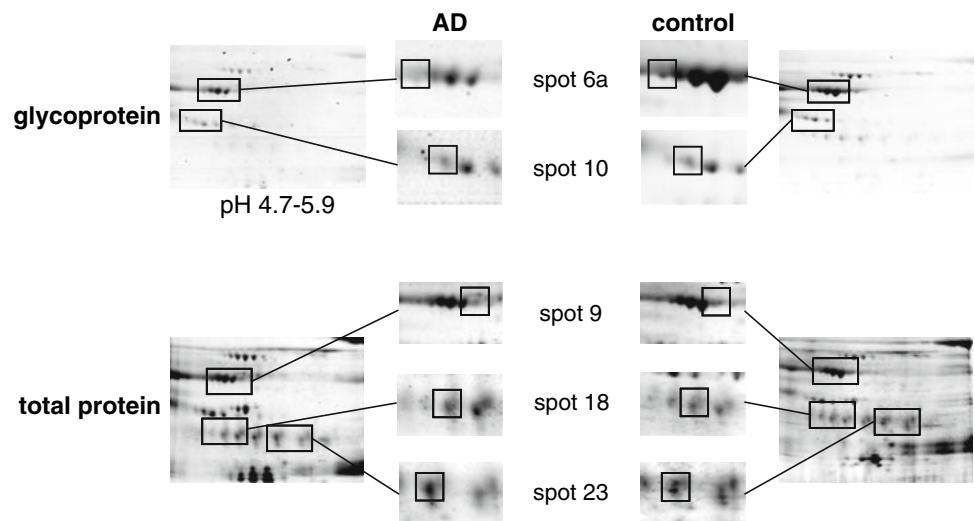 AD
control
spot 6a
glycoprotein
spot 10
pH 4.7-5.9
spot 9
total protein
spot 18
spot 23